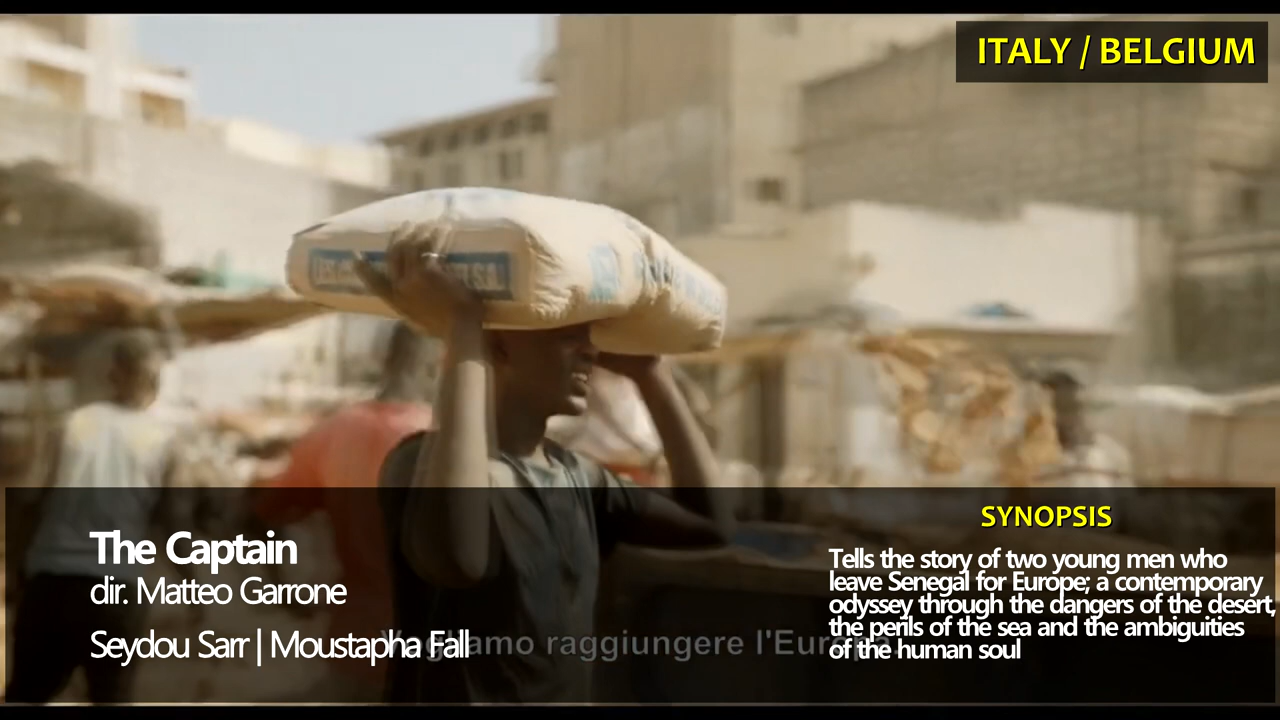 ITALY / BELGIUM
SYNOPSIS
The Captain
dir. Matteo Garrone
Seydou Sarr | Moustapha Fall
Tells the story of two young men who
leave Senegal for Europe; a contemporary
odyssey through the dangers of the desert,
the perils of the sea and the ambiguities
of the human soul
raggiungere